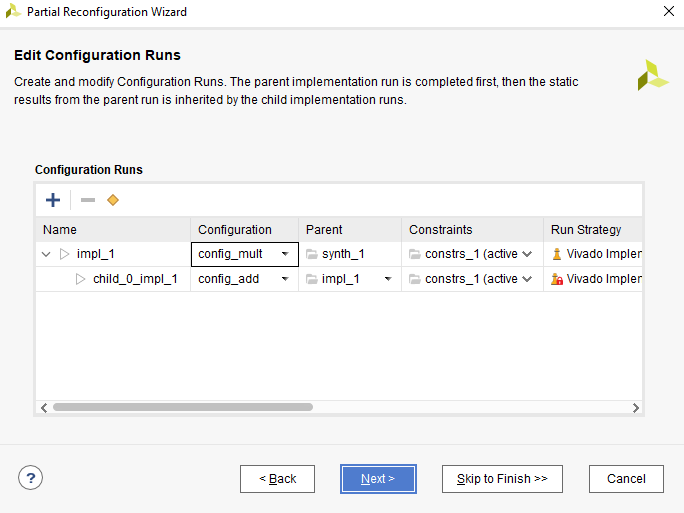 Partial Reconfiguration Wizard
Edit Configuration Runs
Create and modify Configuration Runs. The parent implementation run is completed first, then the static
results from the parent run is inherited by the child implementation runs.
Configuration Runs
Name Configuration Parent Constraints Run Strategy
impl_1 config_mult synth_1 constrs_1 (active Vivado Implem
child_0_impl_1 config_add impl_1 constrs_1 (active Vivado Implem
? < Back Next > Skip to Finish >> Cancel